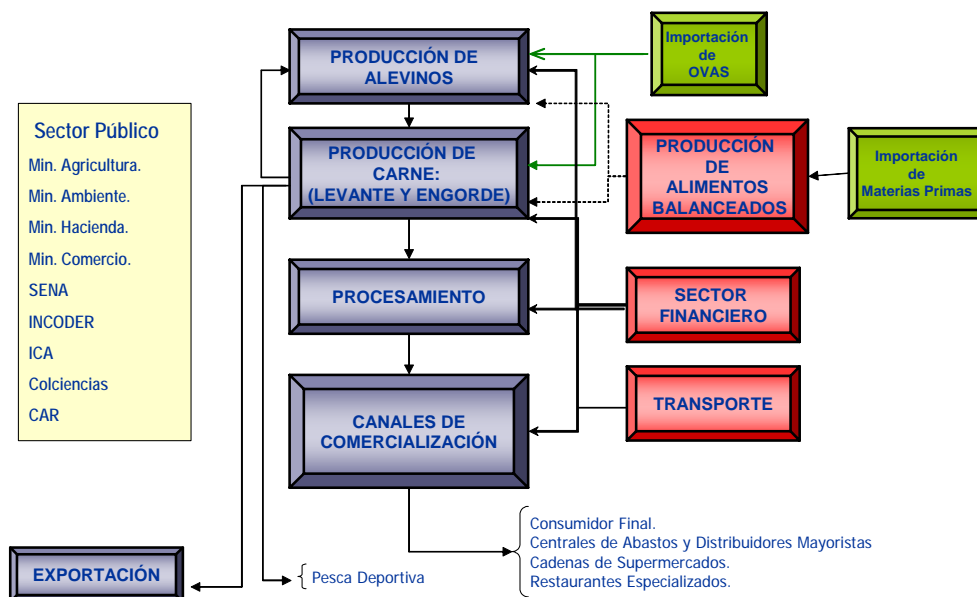 PRODUCCIÓN DE
ALEVINOS
Importación
de
OVAS
Sector Público
Min. Agricultura.
Min. Ambiente.
Min. Hacienda.
Min. Comercio.
SENA
INCODER
ICA
Colciencias
CAR
PRODUCCIÓN DE
CARNE:
(LEVANTE Y ENGORDE)
PRODUCCIÓN
DE
ALIMENTOS
BALANCEADOS
Importación
de
Materias Primas
PROCESAMIENTO
SECTOR
FINANCIERO
CANALES DE
COMERCIALIZACIÓN
TRANSPORTE
EXPORTACIÓN
Pesca Deportiva
Consumidor Final.
Centrales de Abastos y Distribuidores Mayoristas
Cadenas de Supermercados.
Restaurantes Especializados.